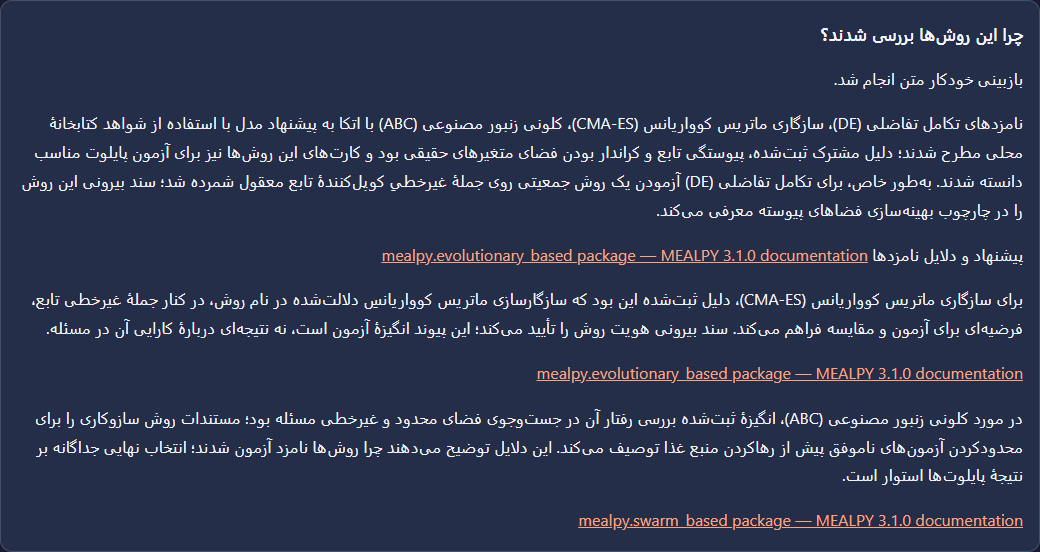 چرا این روش‌ها بررسی شدند؟
بازبینی خودکار متن انجام شد.
نامزدهای تکامل تفاضلی (DE)، سازگاری ماتریس کوواریانس (CMA-ES)، کلونی زنبور مصنوعی (ABC) با اتکا به پیشنهاد مدل با استفاده از شواهد کتابخانهٔ
محلی مطرح شدند؛ دلیل مشترک ثبت‌شده، پیوستگی تابع و کراندار بودن فضای متغیرهای حقیقی بود و کارت‌های این روش‌ها نیز برای آزمون پایلوت مناسب
دانسته شدند. به‌طور خاص، برای تکامل تفاضلی (DE) آزمودن یک روش جمعیتی روی جملهٔ غیرخطیِ کوپل‌کنندهٔ تابع معقول شمرده شد؛ سند بیرونی این روش
را در چارچوب بهینه‌سازی فضاهای پیوسته معرفی می‌کند.
پیشنهاد و دلایل نامزدها mealpy.evolutionary_based package — MEALPY 3.1.0 documentation
برای سازگاری ماتریس کوواریانس (CMA-ES)، دلیل ثبت‌شده این بود که سازگارسازی ماتریس کوواریانسِ دلالت‌شده در نام روش، در کنار جملهٔ غیرخطی تابع،
فرضیه‌ای برای آزمون و مقایسه فراهم می‌کند. سند بیرونی هویت روش را تأیید می‌کند؛ این پیوند انگیزهٔ آزمون است، نه نتیجه‌ای دربارهٔ کارایی آن در مسئله.
mealpy.evolutionary_based package — MEALPY 3.1.0 documentation
در مورد کلونی زنبور مصنوعی (ABC)، انگیزهٔ ثبت‌شده بررسی رفتار آن در جست‌وجوی فضای محدود و غیرخطی مسئله بود؛ مستندات روش سازوکاری را برای
محدودکردن آزمون‌های ناموفق پیش از رهاکردن منبع غذا توصیف می‌کند. این دلایل توضیح می‌دهند چرا روش‌ها نامزد آزمون شدند؛ انتخاب نهایی جداگانه بر
نتیجهٔ پایلوت‌ها استوار است.
mealpy.swarm_based package — MEALPY 3.1.0 documentation